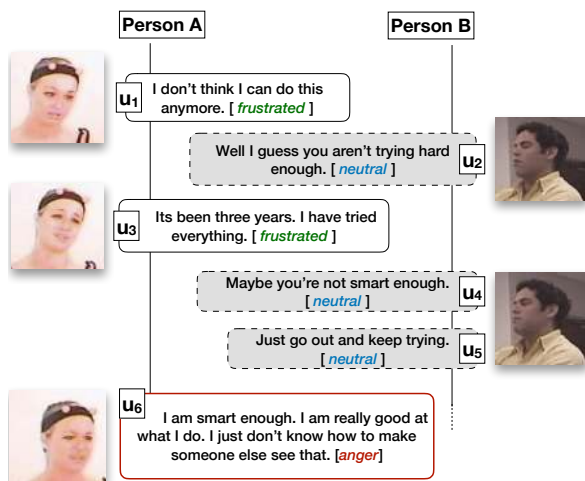 Person A
Person B
u1
I don't think I can do this
anymore. [ frustrated ]
Well I guess you aren't trying hard
enough. [ neutral ]
u2
u3
Its been three years. I have tried
everything. [ frustrated ]
Maybe you're not smart enough.
[ neutral ]
u4
Just go out and keep trying.
[ neutral ]
u5
u6
I am smart enough. I am really good at
what I do. I just don't know how to make
someone else see that. [anger]